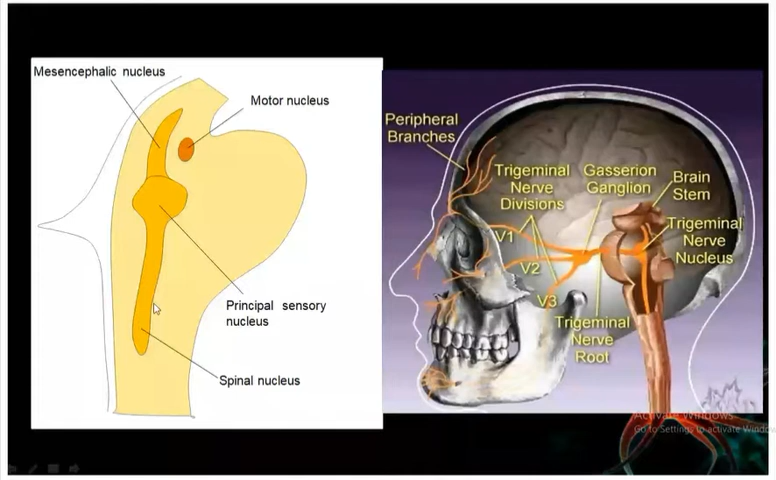 Mesencephalic nucleus
Motor nucleus
Principal sensory
nucleus
Spinal nucleus
Peripheral
Branches
Trigeminal
Nerve
Divisions
Gasserion
Ganglion
Brain
Stem
Trigeminal
Nerve
Nucleus
V1
V2
V3
Trigeminal
Nerve
Root
Activate Windows
Go to Settings to activate Window